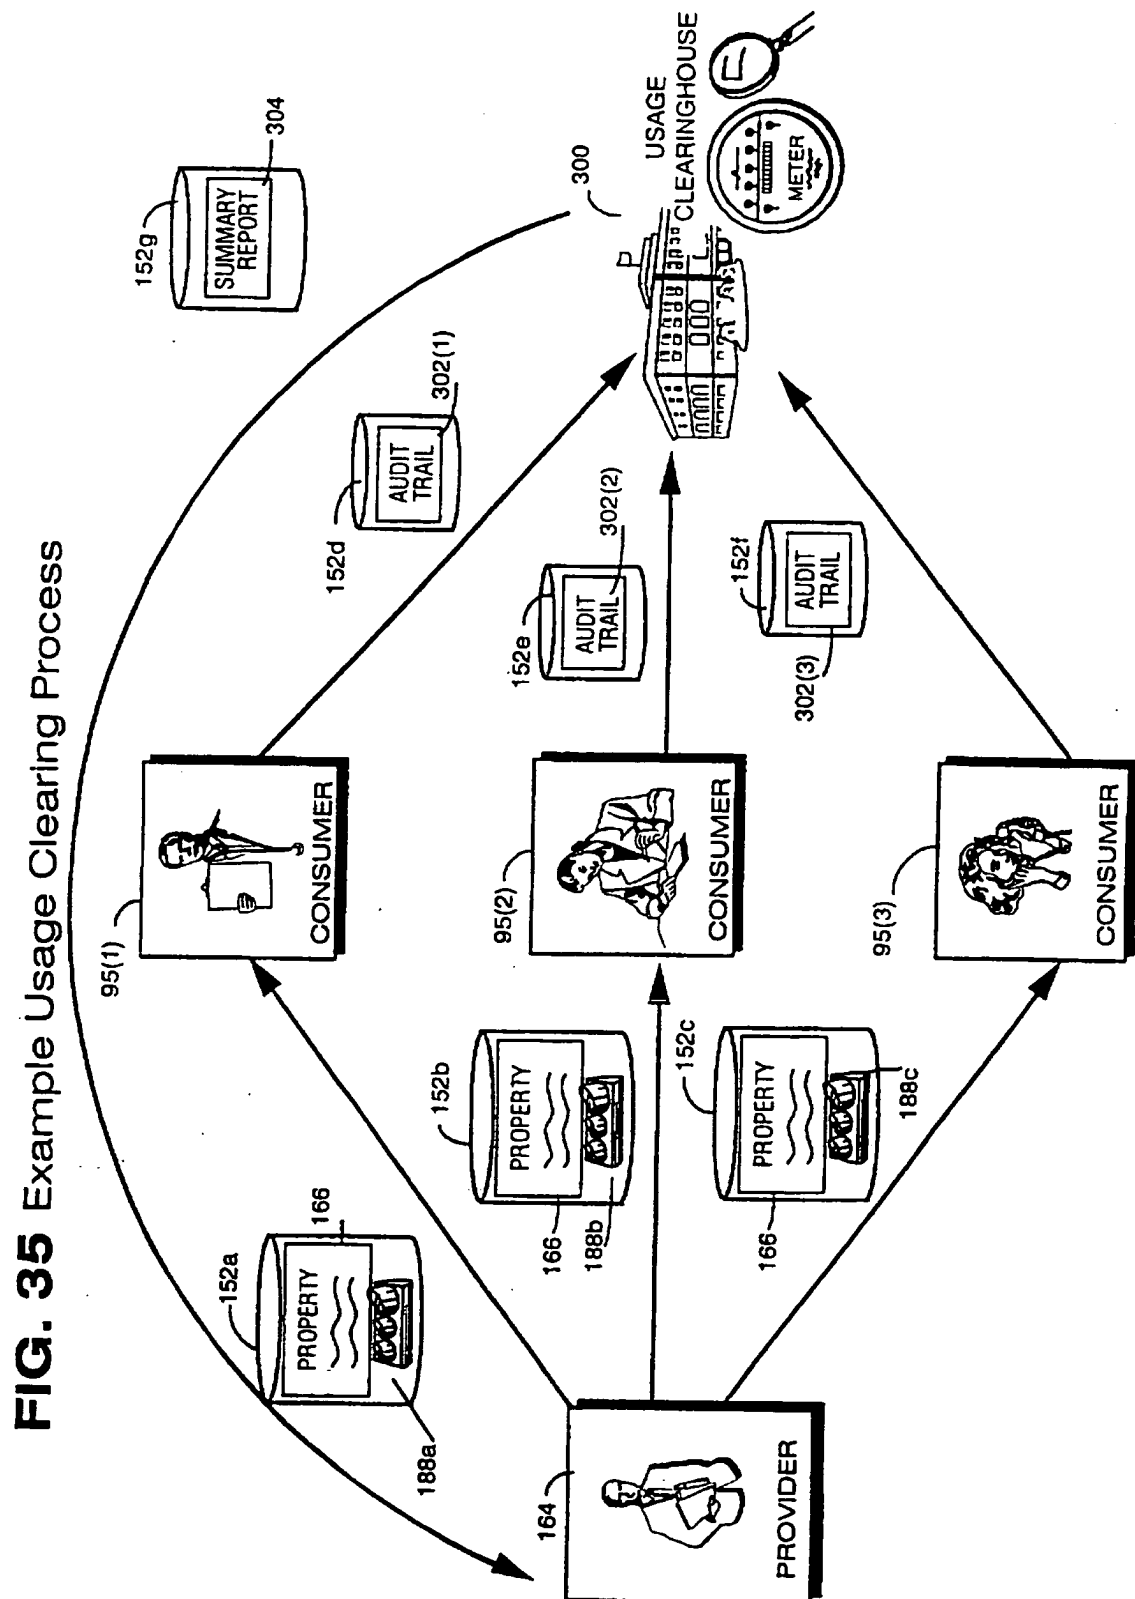 FIG. 35 Example Usage Clearing Process
152g
SUMMARY
REPORT
304
300
USAGE
CLEARINGHOUSE
METER
152d
AUDIT
TRAIL
302(1)
152e
AUDIT
TRAIL
302(2)
152f
AUDIT
TRAIL
302(3)
95(1)
CONSUMER
95(2)
CONSUMER
95(3)
CONSUMER
152a
166
PROPERTY
188a
152b
PROPERTY
166
188b
152c
PROPERTY
166
188c
164
PROVIDER